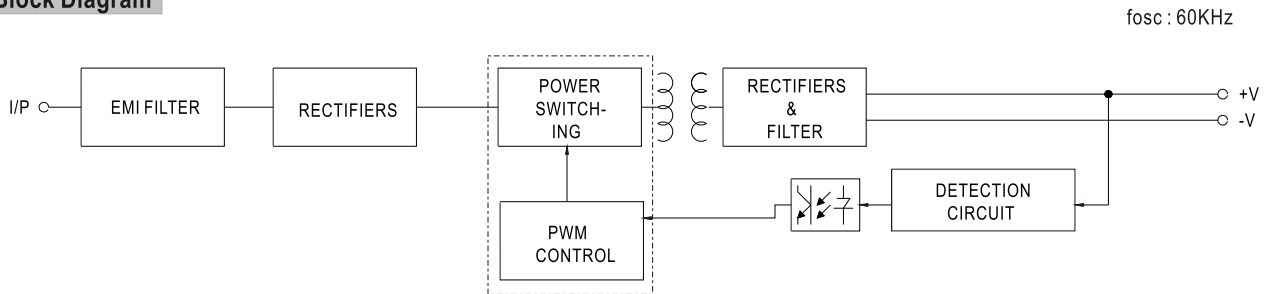 Block Diagram
fosc : 60KHz
I/P
EMI FILTER
RECTIFIERS
POWER
SWITCH-
ING
RECTIFIERS
&
FILTER
+V
-V
DETECTION
CIRCUIT
PWM
CONTROL